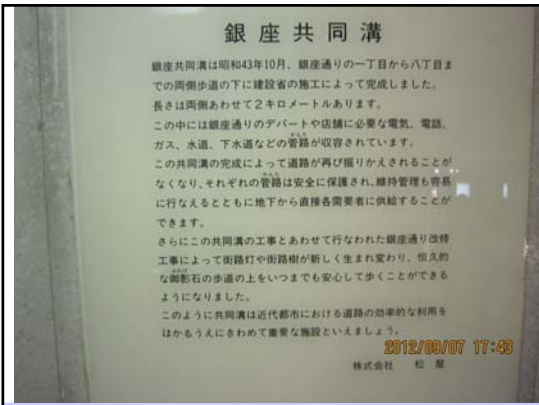 銀座共同溝
銀座共同溝は昭和43年10月、銀座通りの一丁目から八丁目ま
での両側歩道の下に建設省の施工によって完成しました。
長さは両側あわせて2キロメートルあります。
この中には銀座通りのデパートや店舗に必要な電気、電話、
ガス、水道、下水道などの管路が収容されています。
この共同溝の完成によって道路が再び掘りかえされることが
なくなり、それぞれの管路は安全に保護され、維持管理も容易
に行なえるとともに地下から直接各需要者に供給することが
できます。
さらにこの共同溝の工事とあわせて行なわれた銀座通り改修
工事によって街路灯や街路樹が新しく生まれ変わり、恒久的
な御影石の歩道の上をいつまでも安心して歩くことができる
ようになりました。
このように共同溝は近代都市における道路の効率的な利用を
はかるうえにきわめて重要な施設といえましょう。
2012/09/07 17:43
株式会社 松屋